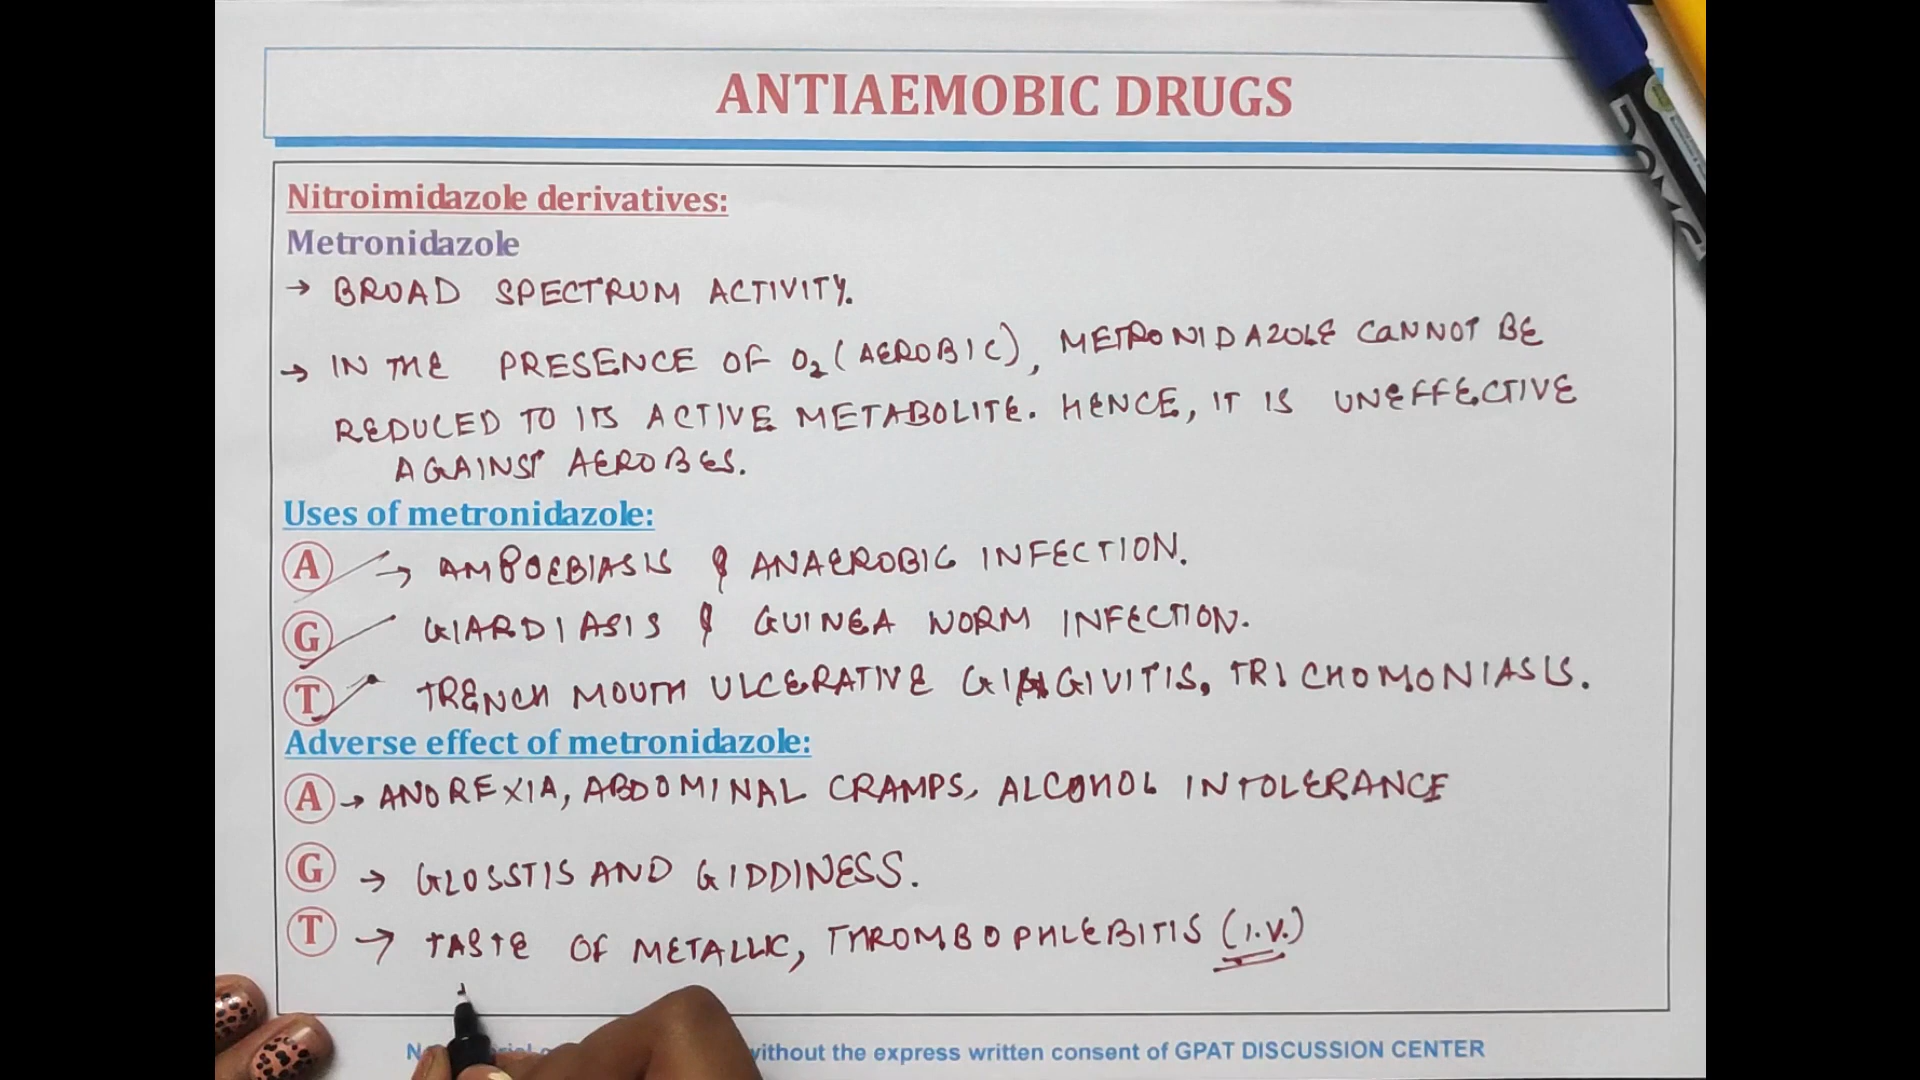 ANTIAEMOBIC DRUGS
Nitroimidazole derivatives:
Metronidazole
→ BROAD SPECTRUM ACTIVITY.
→ IN THE PRESENCE OF O₂ (AEROBIC), METRONIDAZOLE CANNOT BE
REDUCED TO ITS ACTIVE METABOLITE. HENCE, IT IS UNEFFECTIVE
AGAINST AEROBES.
Uses of metronidazole:
A → AMOEBIASIS & ANAEROBIC INFECTION.
G GIARDIASIS & GUINEA WORM INFECTION.
T TRENCH MOUTH ULCERATIVE GINGIVITIS, TRICHOMONIASIS.
Adverse effect of metronidazole:
A → ANOREXIA, ABDOMINAL CRAMPS, ALCOHOL INTOLERANCE
G → GLOSSTIS AND GIDDINESS.
T → TASTE OF METALLIC, THROMBOPHLEBITIS (I.V.)
without the express written consent of GPAT DISCUSSION CENTER